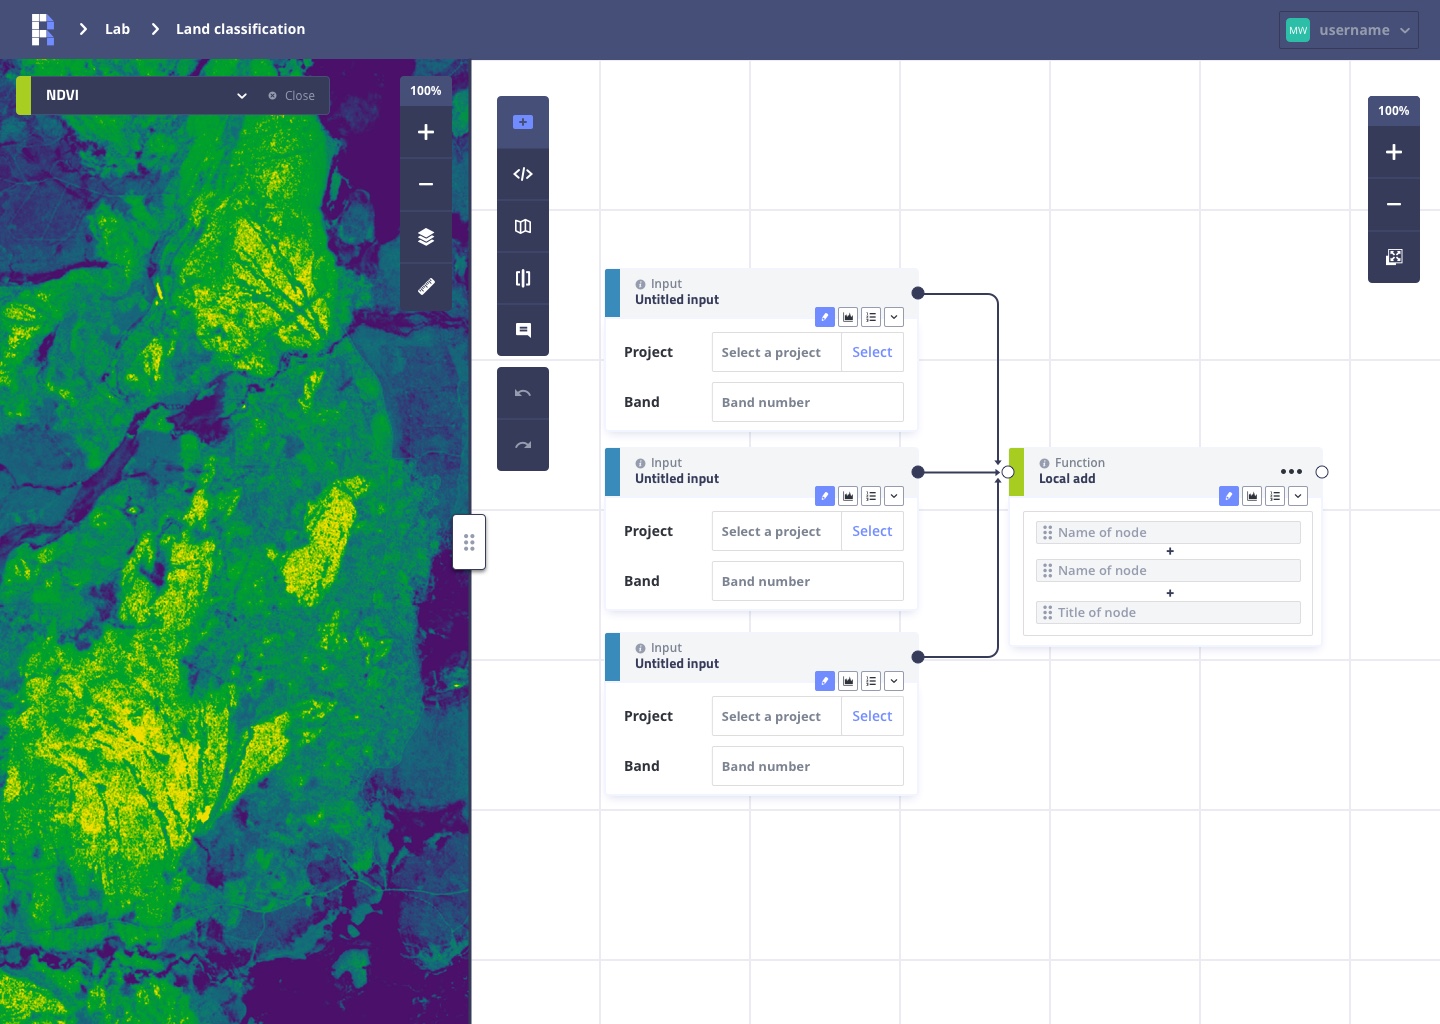 Lab
Land classification
MW username
NDVI
Close
100%
100%
Input
Untitled input
Project
Select a project
Select
Band
Band number
Input
Untitled input
Project
Select a project
Select
Band
Band number
Function
Local add
Name of node
+
Name of node
+
Title of node
Input
Untitled input
Project
Select a project
Select
Band
Band number